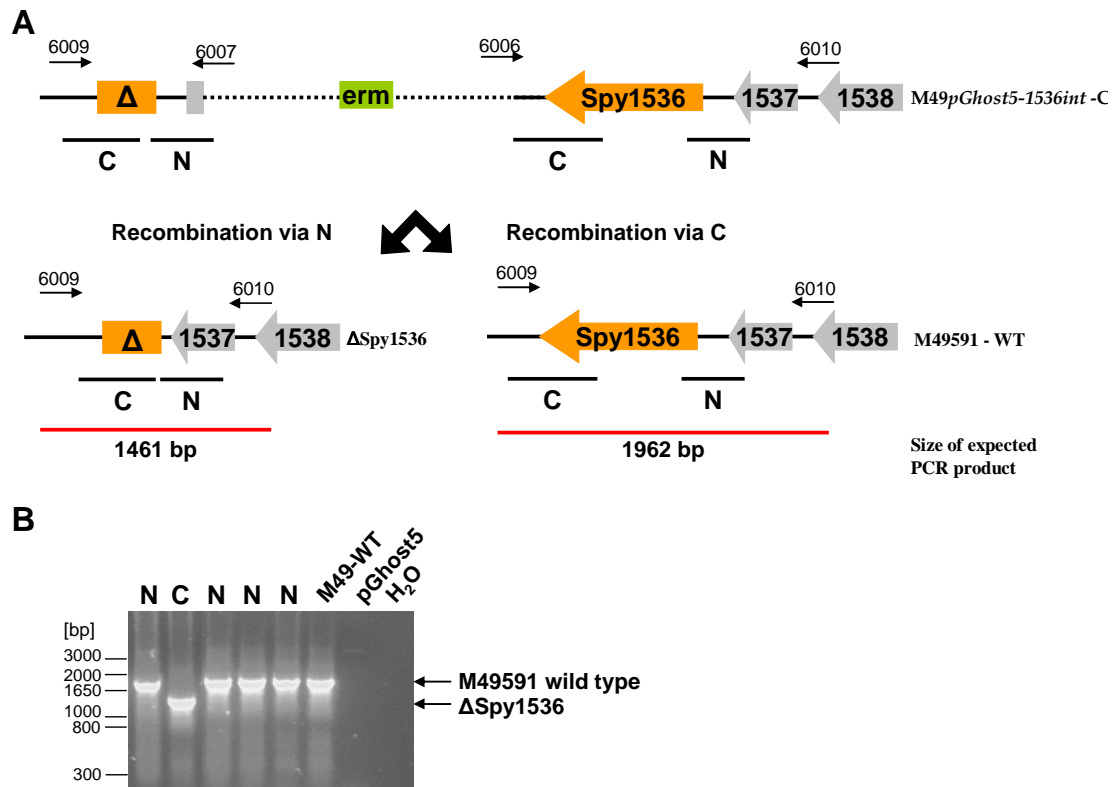 A
6009
6007
6006
6010
Δ
erm
Spy1536
1537
1538
M49pGhost5-1536int -C
C
N
C
N
Recombination via N
Recombination via C
6009
6010
6009
6010
Δ
1537
1538
ΔSpy1536
Spy1536
1537
1538
M49591 - WT
C
N
C
N
1461 bp
1962 bp
Size of expected
PCR product
B
N C N N N M49-WT pGhost5 H₂O
[bp]
3000
2000
1650
1000
800
300
M49591 wild type
ΔSpy1536